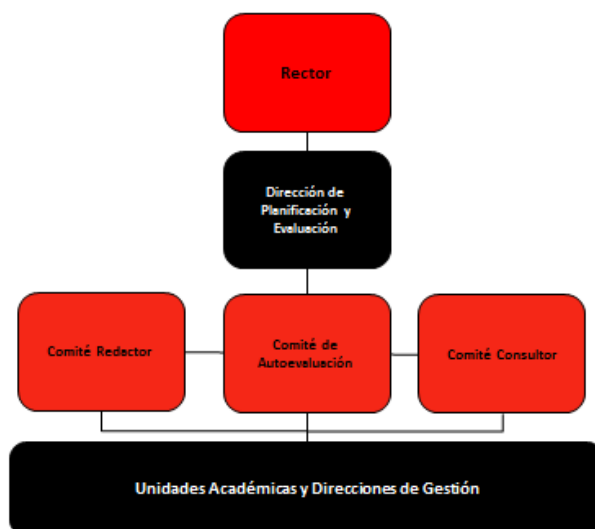 Rector
Dirección de
Planificación y
Evaluación
Comité Redactor
Comité de
Autoevaluación
Comité Consultor
Unidades Académicas y Direcciones de Gestión